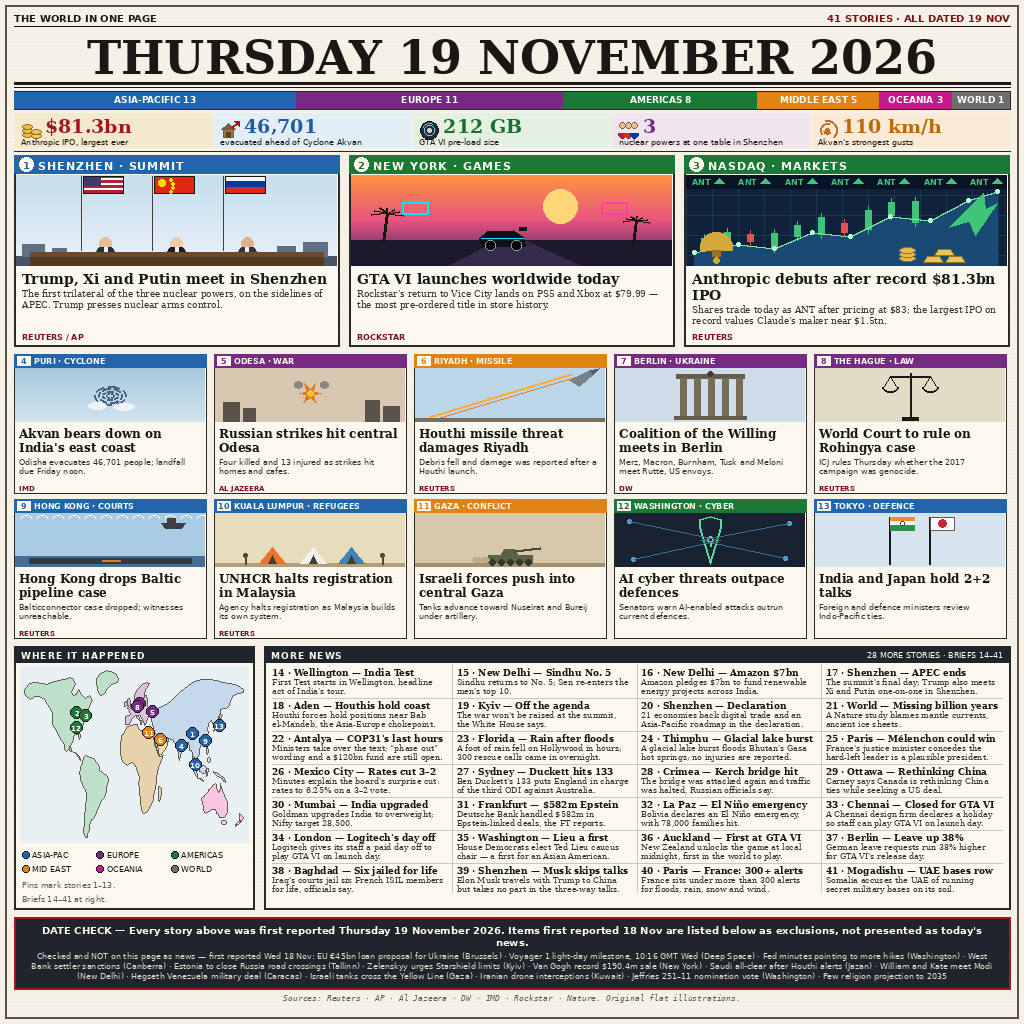 THE WORLD IN ONE PAGE
41 STORIES · ALL DATED 19 NOV
THURSDAY 19 NOVEMBER 2026
ASIA-PACIFIC 13
EUROPE 11
AMERICAS 8
MIDDLE EAST 5
OCEANIA 3
WORLD 1
$81.3bn
Anthropic IPO, largest ever
46,701
evacuated ahead of Cyclone Akvan
212 GB
GTA VI pre-load size
3
nuclear powers at one table in Shenzhen
110 km/h
Akvan's strongest gusts
1 SHENZHEN · SUMMIT
Trump, Xi and Putin meet in Shenzhen
The first trilateral of the three nuclear powers, on the sidelines of
APEC. Trump presses nuclear arms control.
REUTERS / AP
2 NEW YORK · GAMES
GTA VI launches worldwide today
Rockstar's return to Vice City lands on PS5 and Xbox at $79.99 —
the most pre-ordered title in store history.
ROCKSTAR
3 NASDAQ · MARKETS
ANT ANT ANT ANT ANT ANT ANT
Anthropic debuts after record $81.3bn
IPO
Shares trade today as ANT after pricing at $83; the largest IPO on
record values Claude's maker near $1.5tn.
REUTERS
4 PURI · CYCLONE
Akvan bears down on
India's east coast
Odisha evacuates 46,701 people; landfall
due Friday noon.
IMD
5 ODESA · WAR
Russian strikes hit central
Odesa
Four killed and 13 injured as strikes hit
homes and cafes.
AL JAZEERA
6 RIYADH · MISSILE
Houthi missile threat
damages Riyadh
Debris fell and damage was reported after a
Houthi launch.
REUTERS
7 BERLIN · UKRAINE
Coalition of the Willing
meets in Berlin
Merz, Macron, Burnham, Tusk and Meloni
meet Rutte, US envoys.
DW
8 THE HAGUE · LAW
World Court to rule on
Rohingya case
ICJ rules Thursday whether the 2017
campaign was genocide.
REUTERS
9 HONG KONG · COURTS
Hong Kong drops Baltic
pipeline case
Balticconnector case dropped; witnesses
unreachable.
REUTERS
10 KUALA LUMPUR · REFUGEES
UNHCR halts registration
in Malaysia
Agency halts registration as Malaysia builds
its own system.
REUTERS
11 GAZA · CONFLICT
Israeli forces push into
central Gaza
Tanks advance toward Nuseirat and Bureij
under artillery.
12 WASHINGTON · CYBER
AI cyber threats outpace
defences
Senators warn AI-enabled attacks outrun
current defences.
13 TOKYO · DEFENCE
India and Japan hold 2+2
talks
Foreign and defence ministers review
Indo-Pacific ties.
WHERE IT HAPPENED
2
3
12
8
5
11
6
4
1
9
13
10
ASIA-PAC
EUROPE
AMERICAS
MID EAST
OCEANIA
WORLD
Pins mark stories 1–13.
Briefs 14–41 at right.
MORE NEWS
28 MORE STORIES · BRIEFS 14–41
14 · Wellington — India Test
First Test starts in Wellington, headline
act of India's tour.
15 · New Delhi — Sindhu No. 5
Sindhu returns to No. 5; Sen re-enters the
men's top 10.
16 · New Delhi — Amazon $7bn
Amazon pledges $7bn to fund renewable
energy projects across India.
17 · Shenzhen — APEC ends
The summit's final day; Trump also meets
Xi and Putin one-on-one in Shenzhen.
18 · Aden — Houthis hold coast
Houthi forces hold positions near Bab
el-Mandeb, the Asia-Europe chokepoint.
19 · Kyiv — Off the agenda
The war won't be raised at the summit,
the White House says.
20 · Shenzhen — Declaration
21 economies back digital trade and an
Asia-Pacific roadmap in the declaration.
21 · World — Missing billion years
A Nature study blames mantle currents,
ancient ice sheets.
22 · Antalya — COP31's last hours
Ministers take over the text; "phase out"
wording and a $120bn fund are still open.
23 · Florida — Rain after floods
A foot of rain fell on Hollywood in hours;
300 rescue calls came in overnight.
24 · Thimphu — Glacial lake burst
A glacial lake burst floods Bhutan's Gasa
hot springs; no injuries are reported.
25 · Paris — Mélenchon could win
France's justice minister concedes the
hard-left leader is a plausible president.
26 · Mexico City — Rates cut 3–2
Minutes explain the board's surprise cut:
rates to 6.25% on a 3–2 vote.
27 · Sydney — Duckett hits 133
Ben Duckett's 133 puts England in charge
of the third ODI against Australia.
28 · Crimea — Kerch bridge hit
The bridge was attacked again and traffic
was halted, Russian officials say.
29 · Ottawa — Rethinking China
Carney says Canada is rethinking China
ties while seeking a US deal.
30 · Mumbai — India upgraded
Goldman upgrades India to overweight;
Nifty target 28,500.
31 · Frankfurt — $582m Epstein
Deutsche Bank handled $582m in
Epstein-linked deals, the FT reports.
32 · La Paz — El Niño emergency
Bolivia declares an El Niño emergency,
with 78,000 families hit.
33 · Chennai — Closed for GTA VI
A Chennai design firm declares a holiday
so staff can play GTA VI on launch day.
34 · London — Logitech's day off
Logitech gives its staff a paid day off to
play GTA VI on launch day.
35 · Washington — Lieu a first
House Democrats elect Ted Lieu caucus
chair — a first for an Asian American.
36 · Auckland — First at GTA VI
New Zealand unlocks the game at local
midnight, first in the world to play.
37 · Berlin — Leave up 38%
German leave requests run 38% higher
for GTA VI's release day.
38 · Baghdad — Six jailed for life
Iraq's courts jail six French ISIL members
for life, officials say.
39 · Shenzhen — Musk skips talks
Elon Musk travels with Trump to China
but takes no part in the three-way talks.
40 · Paris — France: 300+ alerts
France sits under more than 300 alerts
for floods, rain, snow and wind.
41 · Mogadishu — UAE bases row
Somalia accuses the UAE of running
secret military bases on its soil.
DATE CHECK — Every story above was first reported Thursday 19 November 2026. Items first reported 18 Nov are listed below as exclusions, not presented as today's
news.
Checked and NOT on this page as news — first reported Wed 18 Nov: EU €45bn loan proposal for Ukraine (Brussels) · Voyager 1 light-day milestone, 10:16 GMT Wed (Deep Space) · Fed minutes pointing to more hikes (Washington) · West
Bank settler sanctions (Canberra) · Estonia to close Russia road crossings (Tallinn) · Zelenskyy urges Starshield limits (Kyiv) · Van Gogh record $190.4m sale (New York) · Saudi all-clear after Houthi alerts (Jazan) · William and Kate meet Modi
(New Delhi) · Hegseth Venezuela military deal (Caracas) · Israeli tanks cross the Yellow Line (Gaza) · Iranian drone interceptions (Kuwait) · Jeffries 251–11 nomination vote (Washington) · Pew religion projection to 2035
Sources: Reuters · AP · Al Jazeera · DW · IMD · Rockstar · Nature. Original flat illustrations.